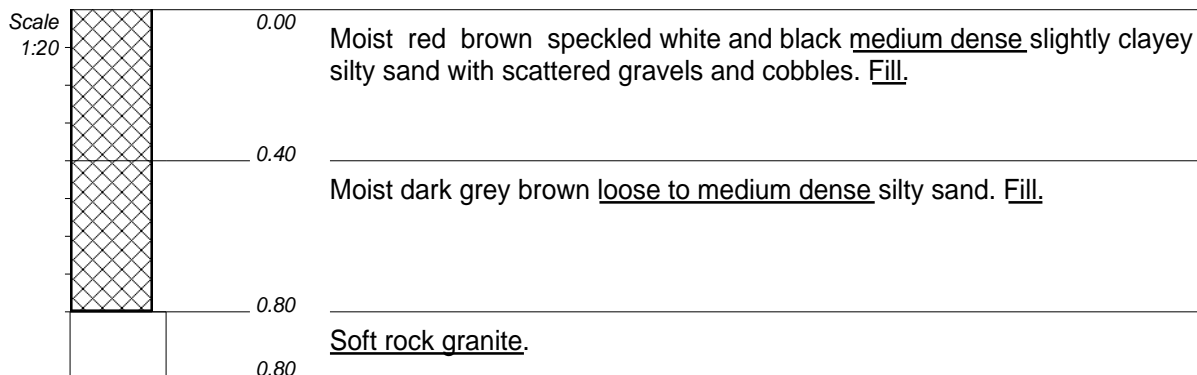 Scale
1:20
0.00
Moist red brown speckled white and black medium dense slightly clayey
silty sand with scattered gravels and cobbles. Fill.
0.40
Moist dark grey brown loose to medium dense silty sand. Fill.
0.80
Soft rock granite.
0.80